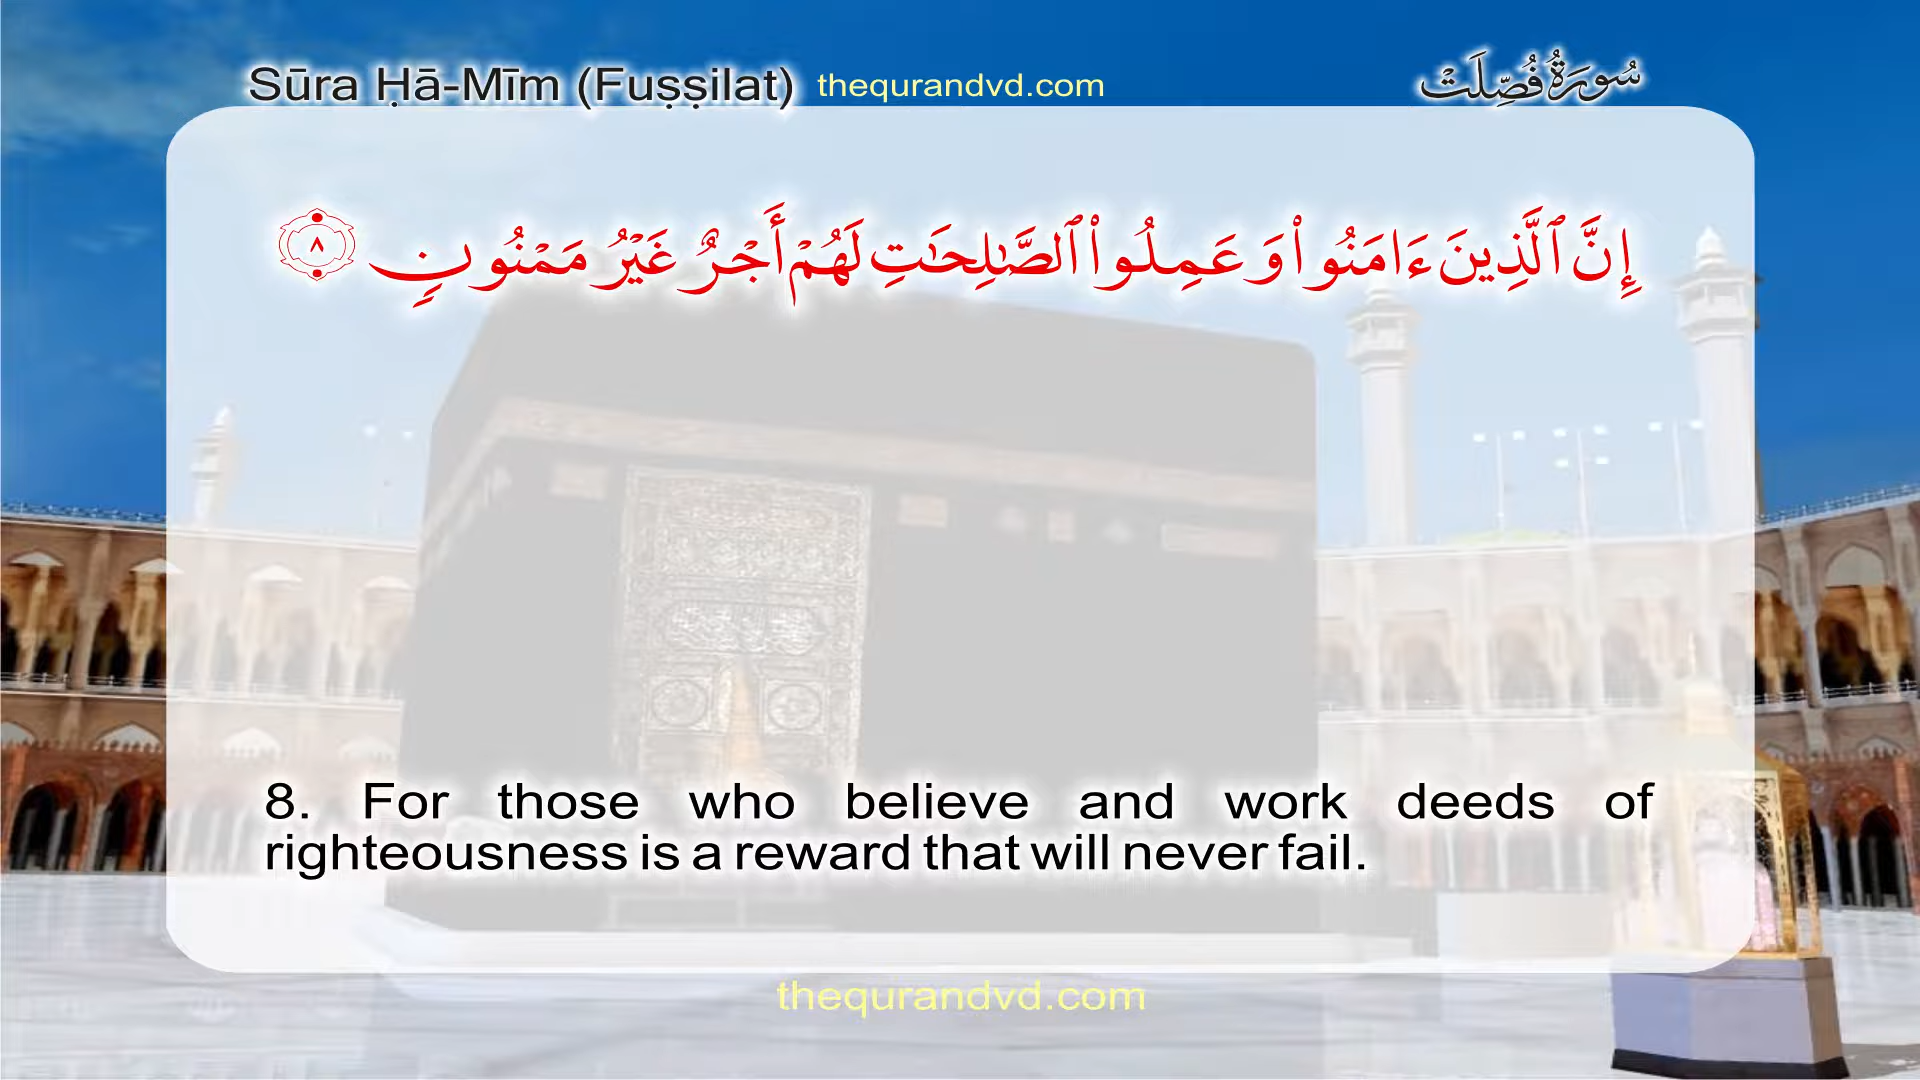 Sūra Ḥā-Mīm (Fuṣṣilat) thequrandvd.com سُورَةُ فُصِّلَتْ
إِنَّ ٱلَّذِينَ ءَامَنُوا۟ وَعَمِلُوا۟ ٱلصَّـٰلِحَـٰتِ لَهُمْ أَجْرٌ غَيْرُ مَمْنُونٍ ٨
8. For those who believe and work deeds of
righteousness is a reward that will never fail.
thequrandvd.com